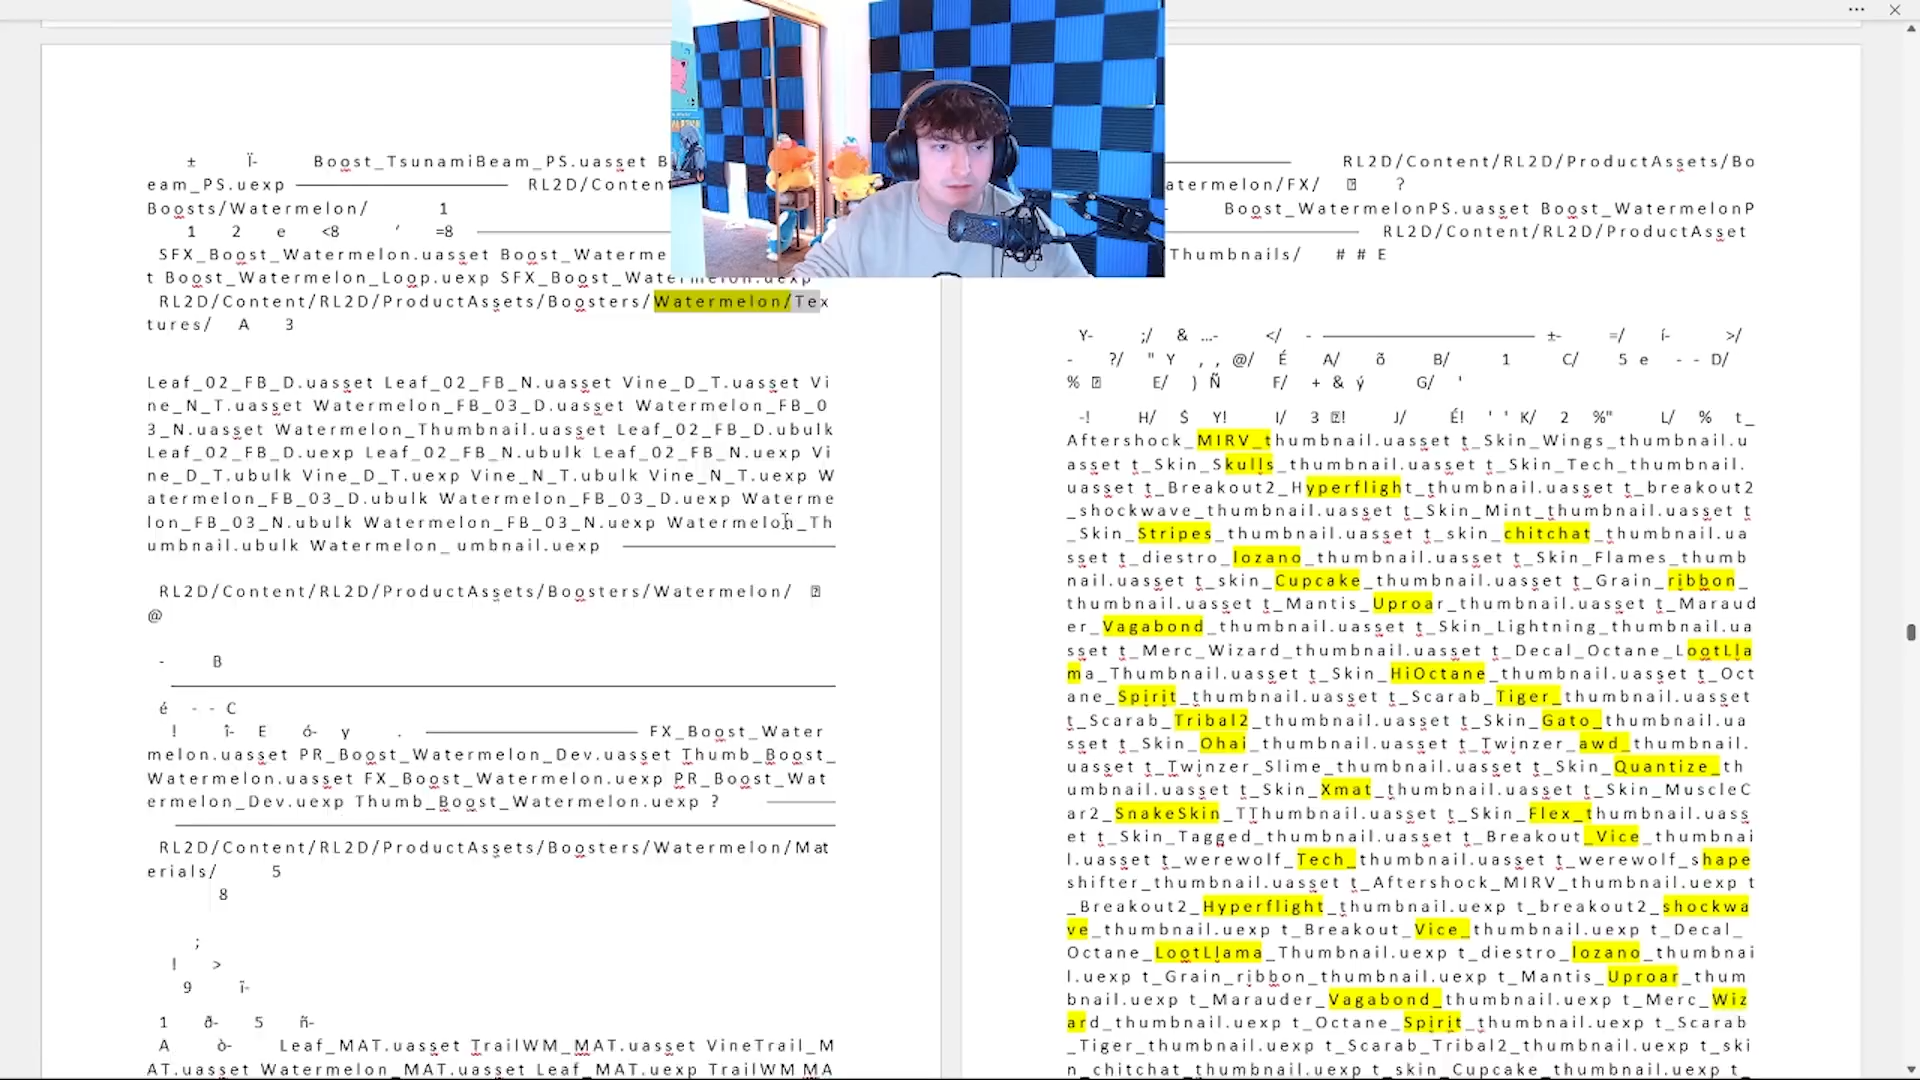 ± Ï- Boost_TsunamiBeam_PS.uasset B
eam_PS.uexp RL2D/Conten
Boosts/Watermelon/ 1
1 2 e <8 ‘ =8
SFX_Boost_Watermelon.uasset Boost_Waterme
t Boost_Watermelon_Loop.uexp SFX_Boost_Watermelon.uexp
RL2D/Content/RL2D/ProductAssets/Boosters/Watermelon/Tex
tures/ A 3
Leaf_02_FB_D.uasset Leaf_02_FB_N.uasset Vine_D_T.uasset Vi
ne_N_T.uasset Watermelon_FB_03_D.uasset Watermelon_FB_0
3_N.uasset Watermelon_Thumbnail.uasset Leaf_02_FB_D.ubulk
Leaf_02_FB_D.uexp Leaf_02_FB_N.ubulk Leaf_02_FB_N.uexp Vi
ne_D_T.ubulk Vine_D_T.uexp Vine_N_T.ubulk Vine_N_T.uexp W
atermelon_FB_03_D.ubulk Watermelon_FB_03_D.uexp Waterme
lon_FB_03_N.ubulk Watermelon_FB_03_N.uexp Watermelon_Th
umbnail.ubulk Watermelon_ umbnail.uexp
RL2D/Content/RL2D/ProductAssets/Boosters/Watermelon/
@
- B
é - - C
! î- E ó- y .
FX_Boost_Water
melon.uasset PR_Boost_Watermelon_Dev.uasset Thumb_Boost_
Watermelon.uasset FX_Boost_Watermelon.uexp PR_Boost_Wat
ermelon_Dev.uexp Thumb_Boost_Watermelon.uexp ?
RL2D/Content/RL2D/ProductAssets/Boosters/Watermelon/Mat
erials/ 5
8
;
! >
9 ï-
1 ð- 5 ñ-
A ò- Leaf_MAT.uasset TrailWM_MAT.uasset VineTrail_M
AT.uasset Watermelon_MAT.uasset Leaf_MAT.uexp TrailWM_MA
RL2D/Content/RL2D/ProductAssets/Bo
atermelon/FX/ ?
Boost_WatermelonPS.uasset Boost_WatermelonP
RL2D/Content/RL2D/ProductAsset
Thumbnails/ # # E
Y- ;/ & …- </ - ±- =/ í- >/
- ?/ " Y , , @/ É A/ õ B/ 1 C/ 5 e - - D/
% E/ ) Ñ F/ + & ý G/ '
-! H/ $ Y! I/ 3 ! J/ É! ' ' K/ 2 %" L/ % t_
Aftershock_MIRV_thumbnail.uasset t_Skin_Wings_thumbnail.u
asset t_Skin_Skulls_thumbnail.uasset t_Skin_Tech_thumbnail.
uasset t_Breakout2_Hyperflight_thumbnail.uasset t_breakout2
_shockwave_thumbnail.uasset t_Skin_Mint_thumbnail.uasset t
_Skin_Stripes_thumbnail.uasset t_skin_chitchat_thumbnail.ua
sset t_diestro_lozano_thumbnail.uasset t_Skin_Flames_thumb
nail.uasset t_skin_Cupcake_thumbnail.uasset t_Grain_ribbon_
thumbnail.uasset t_Mantis_Uproar_thumbnail.uasset t_Maraud
er_Vagabond_thumbnail.uasset t_Skin_Lightning_thumbnail.ua
sset t_Merc_Wizard_thumbnail.uasset t_Decal_Octane_LootLla
ma_Thumbnail.uasset t_Skin_HiOctane_thumbnail.uasset t_Oct
ane_Spirit_thumbnail.uasset t_Scarab_Tiger_thumbnail.uasset
t_Scarab_Tribal2_thumbnail.uasset t_Skin_Gato_thumbnail.ua
sset t_Skin_Ohai_thumbnail.uasset t_Twinzer_awd_thumbnail.
uasset t_Twinzer_Slime_thumbnail.uasset t_Skin_Quantize_th
umbnail.uasset t_Skin_Xmat_thumbnail.uasset t_Skin_MuscleC
ar2_SnakeSkin_TThumbnail.uasset t_Skin_Flex_thumbnail.uass
et t_Skin_Tagged_thumbnail.uasset t_Breakout_Vice_thumbnai
l.uasset t_werewolf_Tech_thumbnail.uasset t_werewolf_shape
shifter_thumbnail.uasset t_Aftershock_MIRV_thumbnail.uexp t
_Breakout2_Hyperflight_thumbnail.uexp t_breakout2_shockwa
ve_thumbnail.uexp t_Breakout_Vice_thumbnail.uexp t_Decal_
Octane_LootLlama_Thumbnail.uexp t_diestro_lozano_thumbnai
l.uexp t_Grain_ribbon_thumbnail.uexp t_Mantis_Uproar_thum
bnail.uexp t_Marauder_Vagabond_thumbnail.uexp t_Merc_Wiz
ard_thumbnail.uexp t_Octane_Spirit_thumbnail.uexp t_Scarab
_Tiger_thumbnail.uexp t_Scarab_Tribal2_thumbnail.uexp t_ski
n_chitchat_thumbnail.uexp t_skin_Cupcake_thumbnail.uexp t_